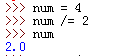 >>> num = 4
>>> num /= 2
>>> num
2.0